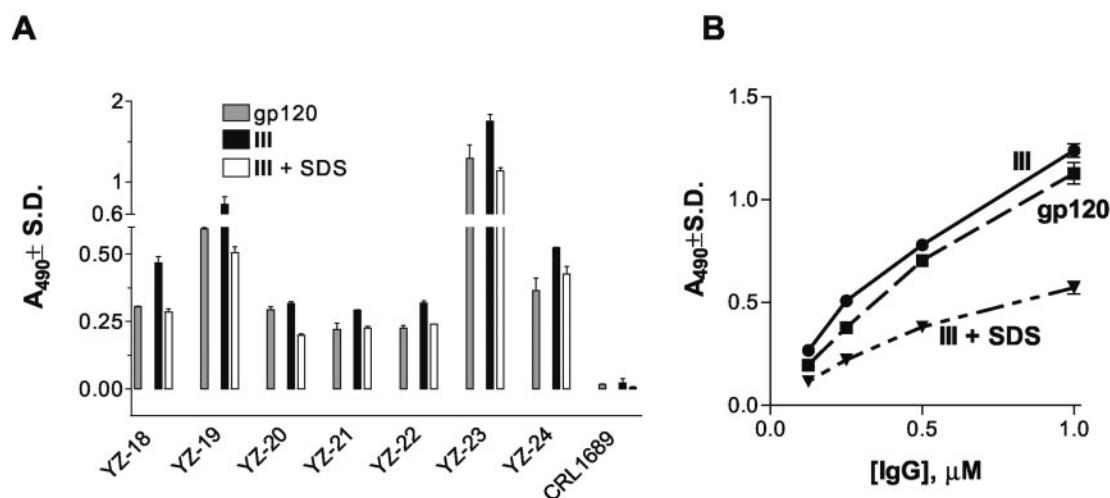 A
2
1
0.6
0.50
0.25
0.00
A490± S.D.
gp120
III
III + SDS
YZ-18
YZ-19
YZ-20
YZ-21
YZ-22
YZ-23
YZ-24
CRL1689
B
1.5
1.0
0.5
0.0
A490±S.D.
III
gp120
III + SDS
0.0
0.5
1.0
[IgG], μM